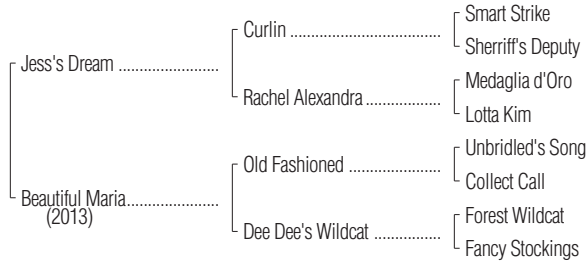 Smart Strike
Curlin ....................
Sherriff's Deputy
Jess's Dream ........................
Medaglia d'Oro
Rachel Alexandra ..................
Lotta Kim
Unbridled's Song
Old Fashioned ......................
Collect Call
Beautiful Maria......................
(2013)
Forest Wildcat
Dee Dee's Wildcat ................
Fancy Stockings